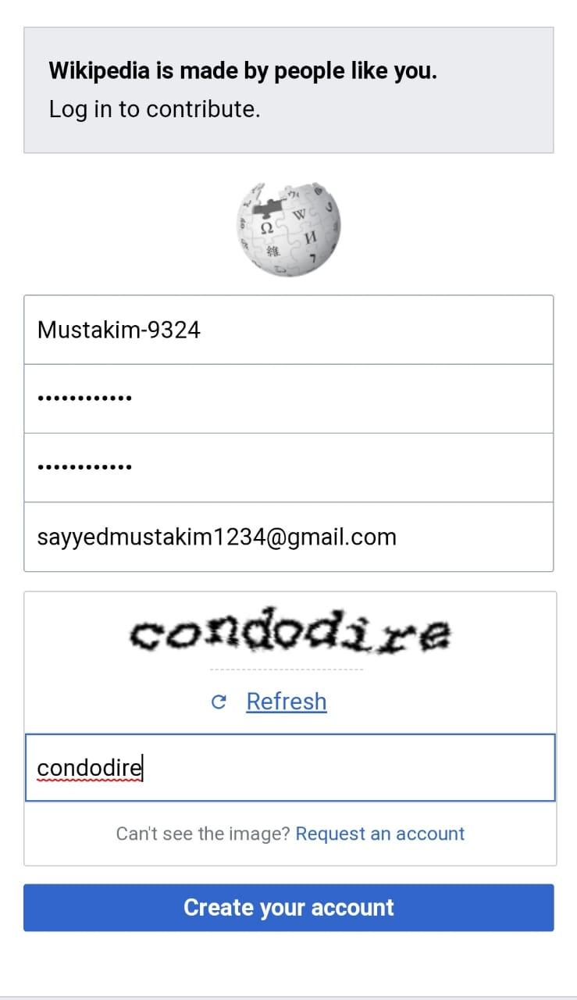 Wikipedia is made by people like you.
Log in to contribute.
Mustakim-9324
••••••••••••
••••••••••••
sayyedmustakim1234@gmail.com
condodire
Refresh
condodire
Can't see the image? Request an account
Create your account